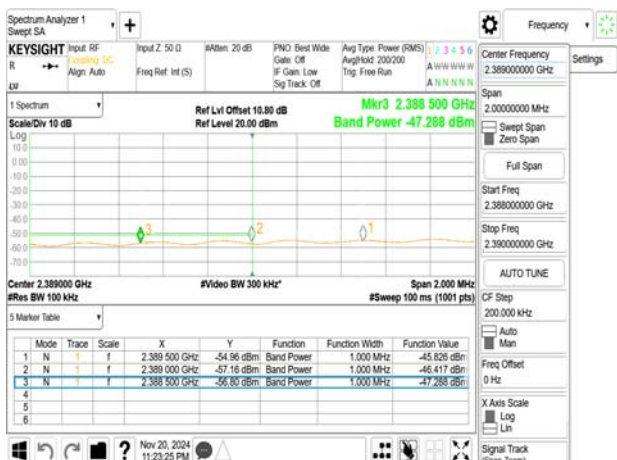 Spectrum Analyzer 1
Swept SA
+
Frequency
KEYSIGHT Input: RF Input Z: 50 Ω #Atten: 20 dB PNO: Best Wide Avg Type: Power (RMS) 1 2 3 4 5 6
R Coupling: DC Gate: Off Avg|Hold: 200/200 A W W W W W
Align: Auto Freq Ref: Int (S) IF Gain: Low Trig: Free Run
Sig Track: Off A N N N N N
1 Spectrum Ref Lvl Offset 10.80 dB Mkr3 2.388 500 GHz
Scale/Div 10 dB Ref Level 20.00 dBm Band Power -47.288 dBm
Log
10.0
0.00
-10.0
-20.0
-30.0
-40.0
-50.0
-60.0
-70.0
3 2 1
Center 2.389000 GHz #Video BW 300 kHz* Span 2.000 MHz
#Res BW 100 kHz #Sweep 100 ms (1001 pts)
5 Marker Table
Mode Trace Scale X Y Function Function Width Function Value
1 N 1 f 2.389 500 GHz -54.96 dBm Band Power 1.000 MHz -45.826 dBm
2 N 1 f 2.389 000 GHz -57.16 dBm Band Power 1.000 MHz -46.417 dBm
3 N 1 f 2.388 500 GHz -56.80 dBm Band Power 1.000 MHz -47.288 dBm
4
5
6
?
Nov 20, 2024
11:23:25 PM
Settings
Center Frequency
2.389000000 GHz
Span
2.00000000 MHz
Swept Span
Zero Span
Full Span
Start Freq
2.388000000 GHz
Stop Freq
2.390000000 GHz
AUTO TUNE
CF Step
200.000 kHz
Auto
Man
Freq Offset
0 Hz
X Axis Scale
Log
Lin
Signal Track
(Span Zoom)